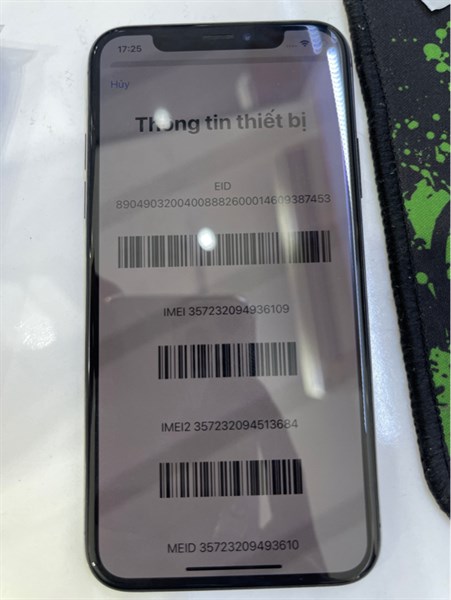 17:25
Hủy
Thông tin thiết bị
EID
89049032004008882600014609387453
IMEI 357232094936109
IMEI2 357232094513684
MEID 35723209493610